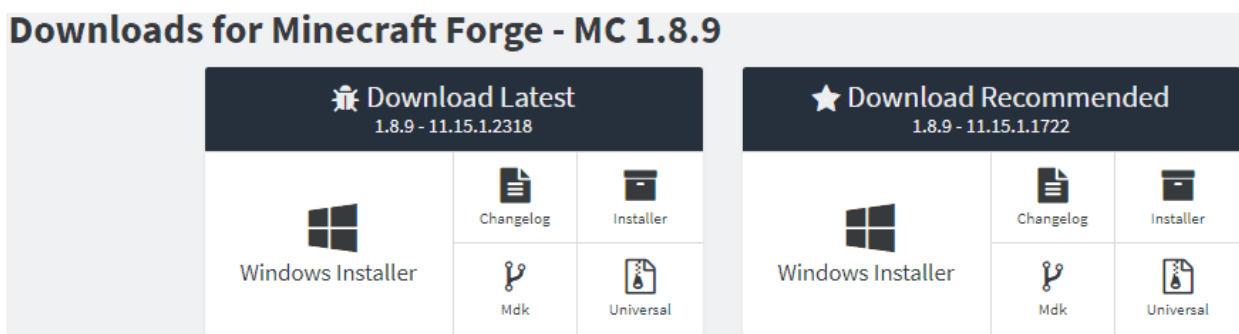 Downloads for Minecraft Forge - MC 1.8.9
Download Latest
1.8.9 - 11.15.1.2318
Windows Installer
Changelog
Installer
Mdk
Universal
Download Recommended
1.8.9 - 11.15.1.1722
Windows Installer
Changelog
Installer
Mdk
Universal